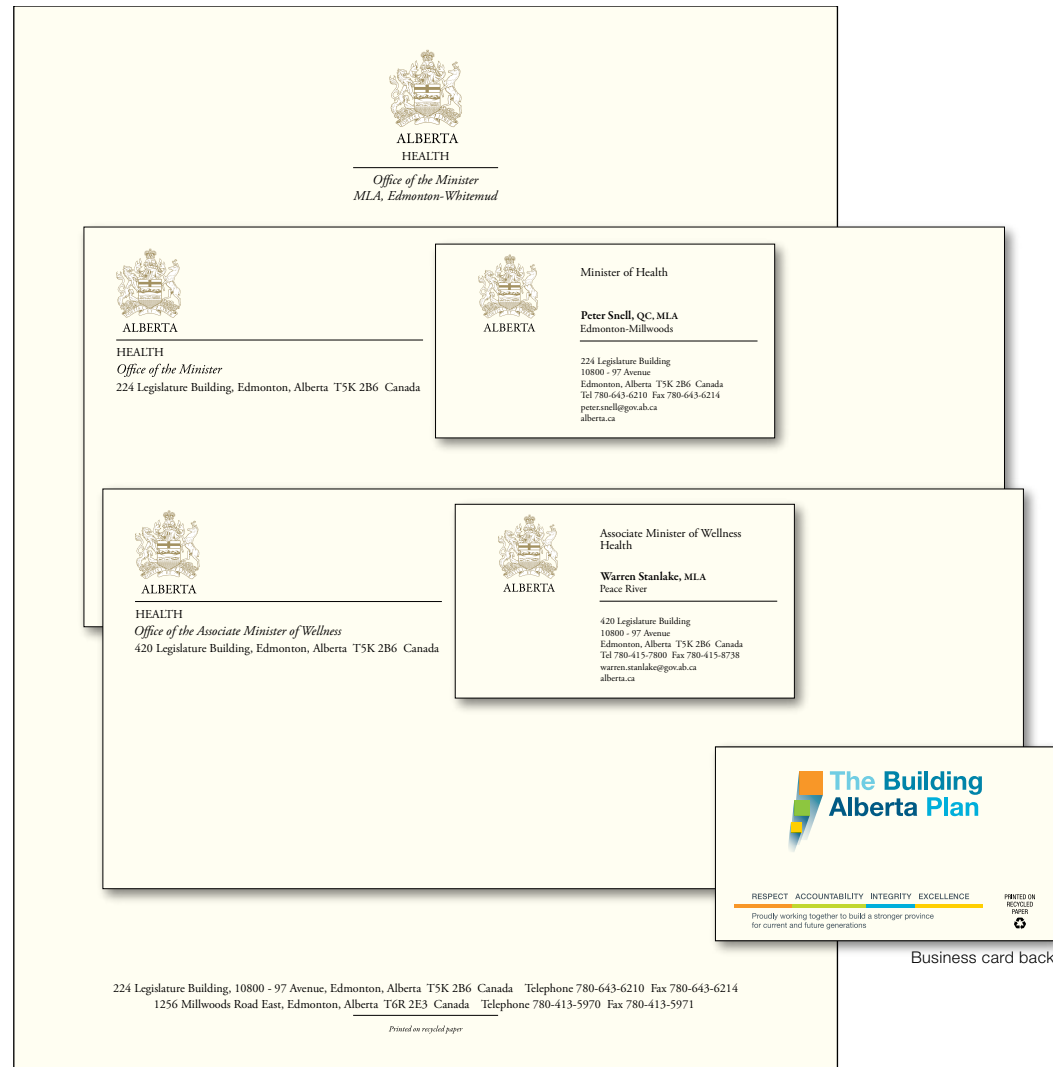 ALBERTA
HEALTH
Office of the Minister
MLA, Edmonton-Whitemud
ALBERTA
HEALTH
Office of the Minister
224 Legislature Building, Edmonton, Alberta T5K 2B6 Canada
ALBERTA
Minister of Health
Peter Snell, QC, MLA
Edmonton-Millwoods
224 Legislature Building
10800 - 97 Avenue
Edmonton, Alberta T5K 2B6 Canada
Tel 780-643-6210 Fax 780-643-6214
peter.snell@gov.ab.ca
alberta.ca
ALBERTA
HEALTH
Office of the Associate Minister of Wellness
420 Legislature Building, Edmonton, Alberta T5K 2B6 Canada
ALBERTA
Associate Minister of Wellness
Health
Warren Stanlake, MLA
Peace River
420 Legislature Building
10800 - 97 Avenue
Edmonton, Alberta T5K 2B6 Canada
Tel 780-415-7800 Fax 780-415-8738
warren.stanlake@gov.ab.ca
alberta.ca
The Building
Alberta Plan
RESPECT ACCOUNTABILITY INTEGRITY EXCELLENCE
Proudly working together to build a stronger province
for current and future generations
PRINTED ON
RECYCLED
PAPER
Business card back
224 Legislature Building, 10800 - 97 Avenue, Edmonton, Alberta T5K 2B6 Canada Telephone 780-643-6210 Fax 780-643-6214
1256 Millwoods Road East, Edmonton, Alberta T6R 2E3 Canada Telephone 780-413-5970 Fax 780-413-5971
Printed on recycled paper